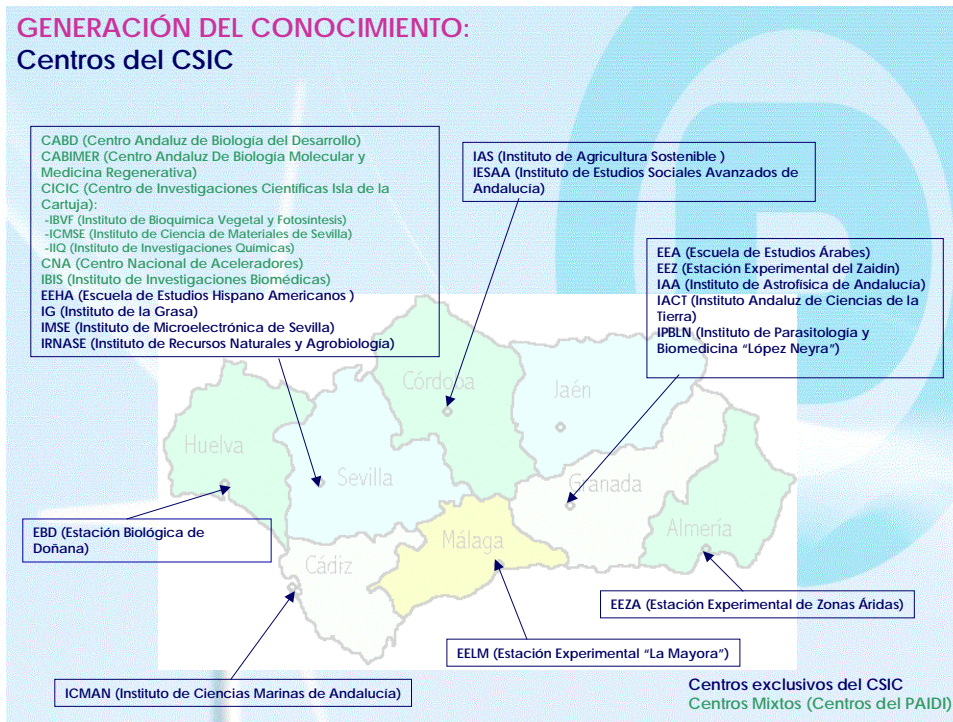 GENERACIÓN DEL CONOCIMIENTO:
Centros del CSIC
CABD (Centro Andaluz de Biología del Desarrollo)
CABIMER (Centro Andaluz De Biología Molecular y
Medicina Regenerativa)
CICIC (Centro de Investigaciones Científicas Isla de la
Cartuja):
-IBVF (Instituto de Bioquímica Vegetal y Fotosíntesis)
-ICMSE (Instituto de Ciencia de Materiales de Sevilla)
-IIQ (Instituto de Investigaciones Químicas)
CNA (Centro Nacional de Aceleradores)
IBIS (Instituto de Investigaciones Biomédicas)
EEHA (Escuela de Estudios Hispano Americanos )
IG (Instituto de la Grasa)
IMSE (Instituto de Microelectrónica de Sevilla)
IRNASE (Instituto de Recursos Naturales y Agrobiología)
IAS (Instituto de Agricultura Sostenible )
IESAA (Instituto de Estudios Sociales Avanzados de
Andalucía)
EEA (Escuela de Estudios Árabes)
EEZ (Estación Experimental del Zaidín)
IAA (Instituto de Astrofísica de Andalucía)
IACT (Instituto Andaluz de Ciencias de la
Tierra)
IPBLN (Instituto de Parasitología y
Biomedicina “López Neyra”)
Córdoba
Jaén
Huelva
Sevilla
Granada
Almería
Málaga
Cádiz
EBD (Estación Biológica de
Doñana)
EEZA (Estación Experimental de Zonas Áridas)
EELM (Estación Experimental “La Mayora”)
ICMAN (Instituto de Ciencias Marinas de Andalucía)
Centros exclusivos del CSIC
Centros Mixtos (Centros del PAIDI)